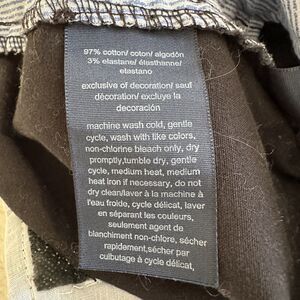 97% cotton/ coton/ algodón
3% elastane/ élasthanne/
elastano
exclusive of decoration/ sauf
décoration/ excluye la
decoración
machine wash cold, gentle
cycle, wash with like colors,
non-chlorine bleach only, dry
promptly,tumble dry, gentle
cycle, medium heat, medium
heat iron if necessary, do not
dry clean/laver à la machine à
l'eau froide, cycle délicat, laver
en séparant les couleurs,
seulement agent de
blanchiment non-chlore, sécher
rapidement,sécher par
culbutage à cycle délicat,